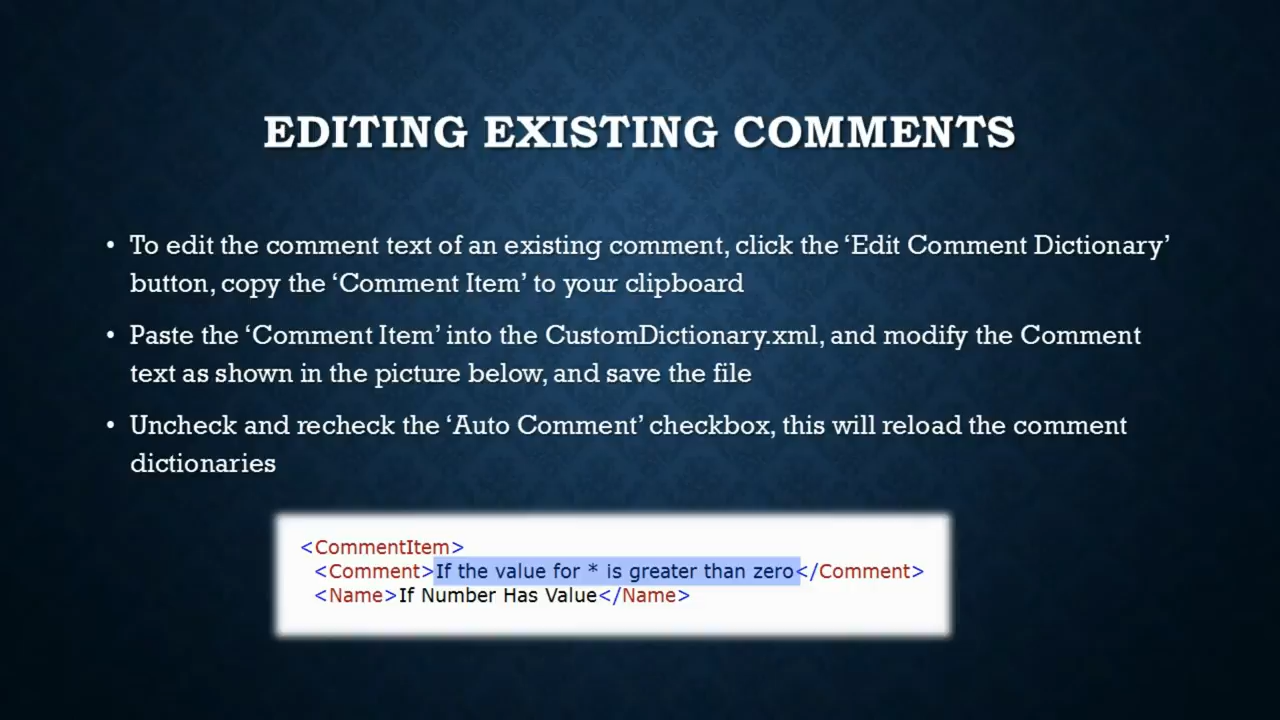 EDITING EXISTING COMMENTS
• To edit the comment text of an existing comment, click the ‘Edit Comment Dictionary’
button, copy the ‘Comment Item’ to your clipboard
• Paste the ‘Comment Item’ into the CustomDictionary.xml, and modify the Comment
text as shown in the picture below, and save the file
• Uncheck and recheck the ‘Auto Comment’ checkbox, this will reload the comment
dictionaries
<CommentItem>
<Comment>If the value for * is greater than zero</Comment>
<Name>If Number Has Value</Name>